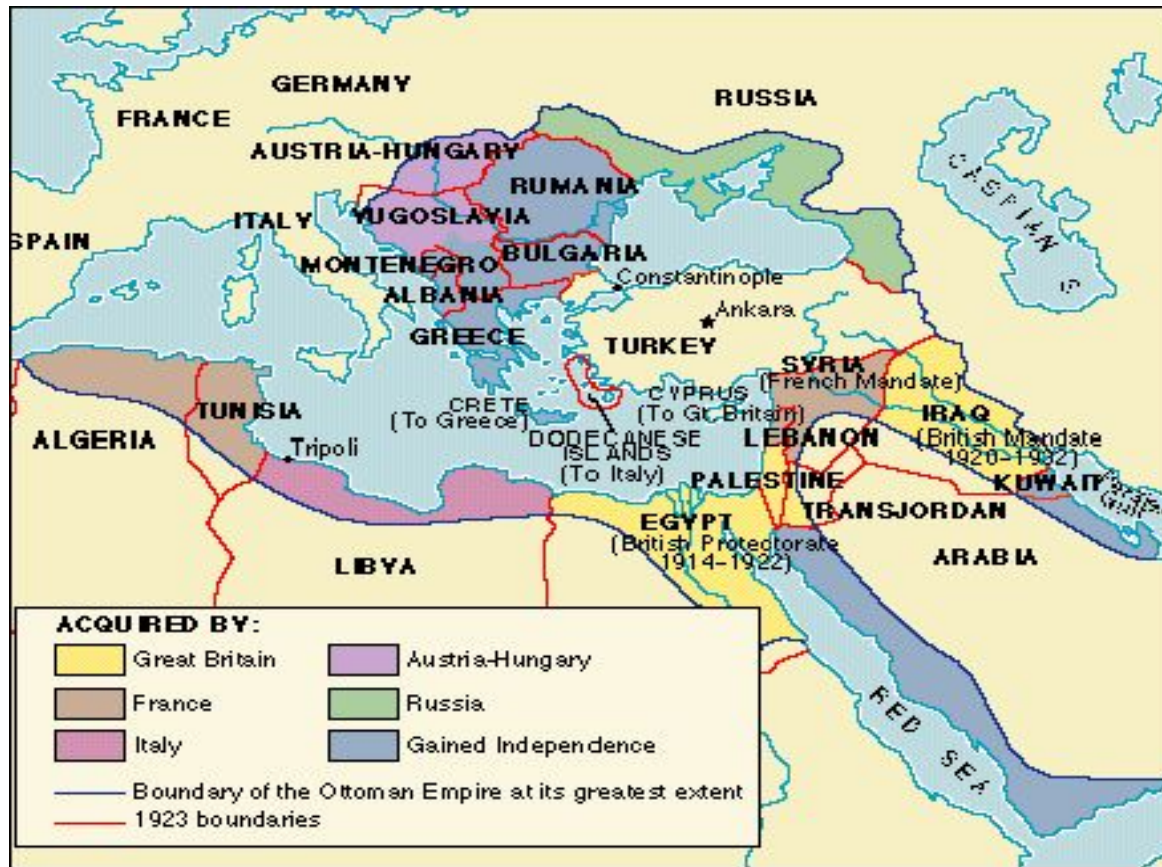 GERMANY
RUSSIA
FRANCE
AUSTRIA-HUNGARY
CASPIAN
RUMANIA
ITALY
YUGOSLAVIA
SPAIN
BULGARIA
MONTENEGRO
Constantinople
ALBANIA
Ankara
GREECE
TURKEY
SYRIA
(French Mandate)
CRETE
(To Greece)
CYPRUS
(To Gt. Britain)
TUNISIA
IRAQ
(British Mandate
1920-1932)
ALGERIA
Tripoli
DODECANESE
ISLANDS
(To Italy)
LEBANON
PALESTINE
KUWAIT
Persian
Gulf
TRANSJORDAN
EGYPT
(British Protectorate
1914-1922)
LIBYA
ARABIA
RED SEA
ACQUIRED BY:
Great Britain
Austria-Hungary
France
Russia
Italy
Gained Independence
Boundary of the Ottoman Empire at its greatest extent
1923 boundaries